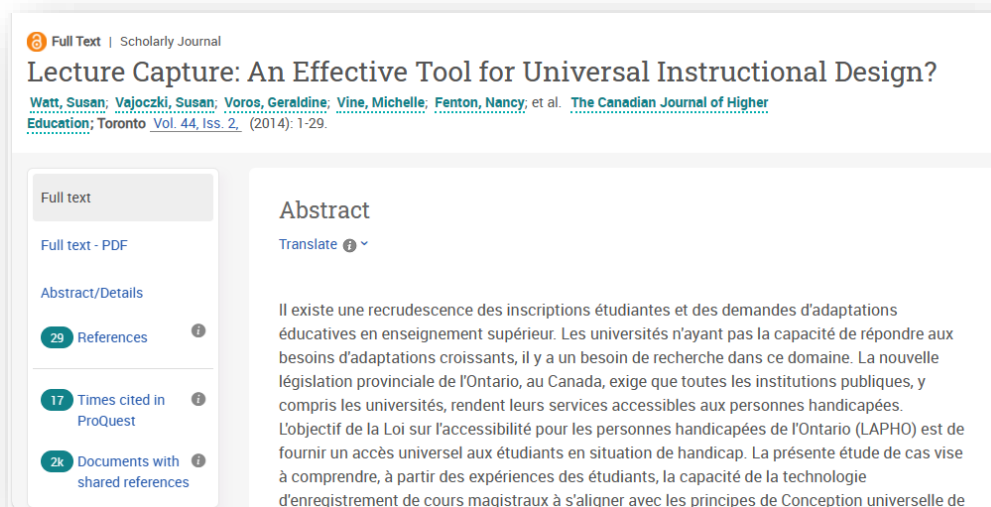 Full Text | Scholarly Journal
Lecture Capture: An Effective Tool for Universal Instructional Design?
Watt, Susan; Vajoczki, Susan; Voros, Geraldine; Vine, Michelle; Fenton, Nancy; et al. The Canadian Journal of Higher
Education; Toronto Vol. 44, Iss. 2, (2014): 1-29.
Full text
Full text - PDF
Abstract/Details
29 References
17 Times cited in
ProQuest
2k Documents with
shared references
Abstract
Translate
Il existe une recrudescence des inscriptions étudiantes et des demandes d'adaptations
éducatives en enseignement supérieur. Les universités n'ayant pas la capacité de répondre aux
besoins d'adaptations croissants, il y a un besoin de recherche dans ce domaine. La nouvelle
législation provinciale de l'Ontario, au Canada, exige que toutes les institutions publiques, y
compris les universités, rendent leurs services accessibles aux personnes handicapées.
L'objectif de la Loi sur l'accessibilité pour les personnes handicapées de l'Ontario (LAPHO) est de
fournir un accès universel aux étudiants en situation de handicap. La présente étude de cas vise
à comprendre, à partir des expériences des étudiants, la capacité de la technologie
d'enregistrement de cours magistraux à s'aligner avec les principes de Conception universelle de